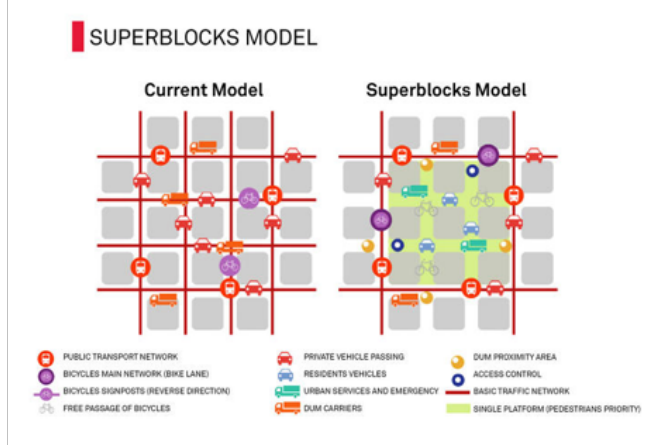 SUPERBLOCKS MODEL
Current Model
Superblocks Model
PUBLIC TRANSPORT NETWORK
BICYCLES MAIN NETWORK (BIKE LANE)
BICYCLES SIGNPOSTS (REVERSE DIRECTION)
FREE PASSAGE OF BICYCLES
PRIVATE VEHICLE PASSING
RESIDENTS VEHICLES
URBAN SERVICES AND EMERGENCY
DUM CARRIERS
DUM PROXIMITY AREA
ACCESS CONTROL
BASIC TRAFFIC NETWORK
SINGLE PLATFORM (PEDESTRIANS PRIORITY)